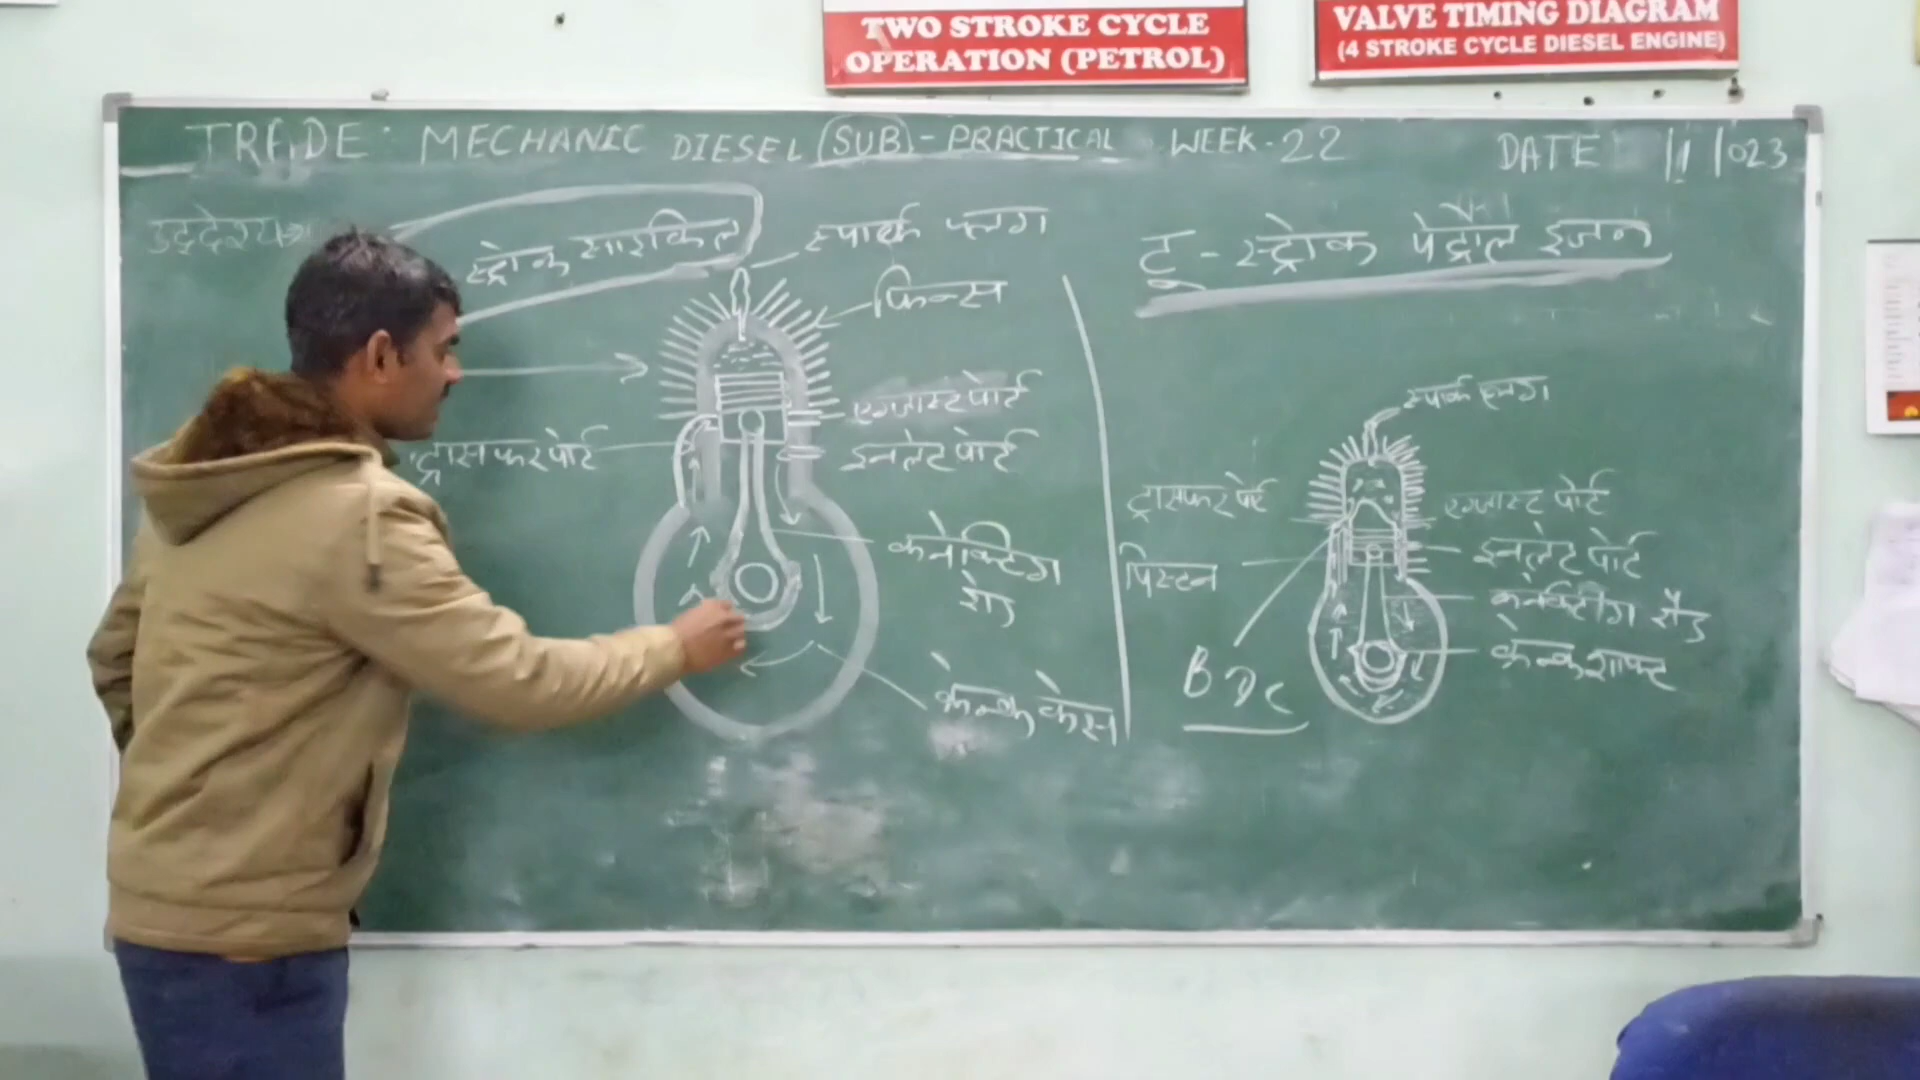 TWO STROKE CYCLE
OPERATION (PETROL)
VALVE TIMING DIAGRAM
(4 STROKE CYCLE DIESEL ENGINE)
TRADE: MECHANIC DIESEL SUB - PRACTICAL WEEK-22 DATE
उद्देश्य
स्ट्रोक साइकिल
स्पार्क प्लग
फिन्स
एग्जास्ट पोर्ट
ट्रासफर पोर्ट
इनलेट पोर्ट
कनेक्टिग
रोड
केन्क केस
टू - स्ट्रोक पेट्रोल इंजन
स्पार्क प्लग
ट्रासफर पोर्ट
एग्जास्ट पोर्ट
इनलेट पोर्ट
पिस्टन
कनेक्टींग रोड
केन्क शाफ्ट
BDC